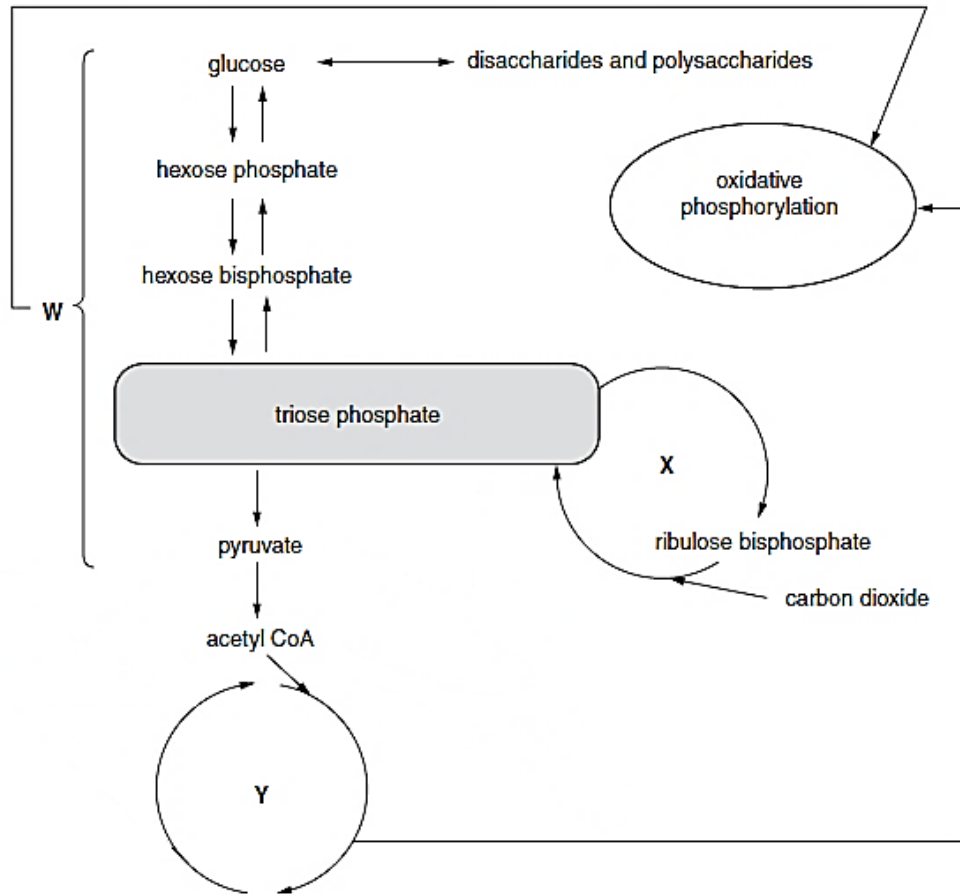 glucose
disaccharides and polysaccharides
hexose phosphate
oxidative
phosphorylation
hexose bisphosphate
W
triose phosphate
X
pyruvate
ribulose bisphosphate
carbon dioxide
acetyl CoA
Y